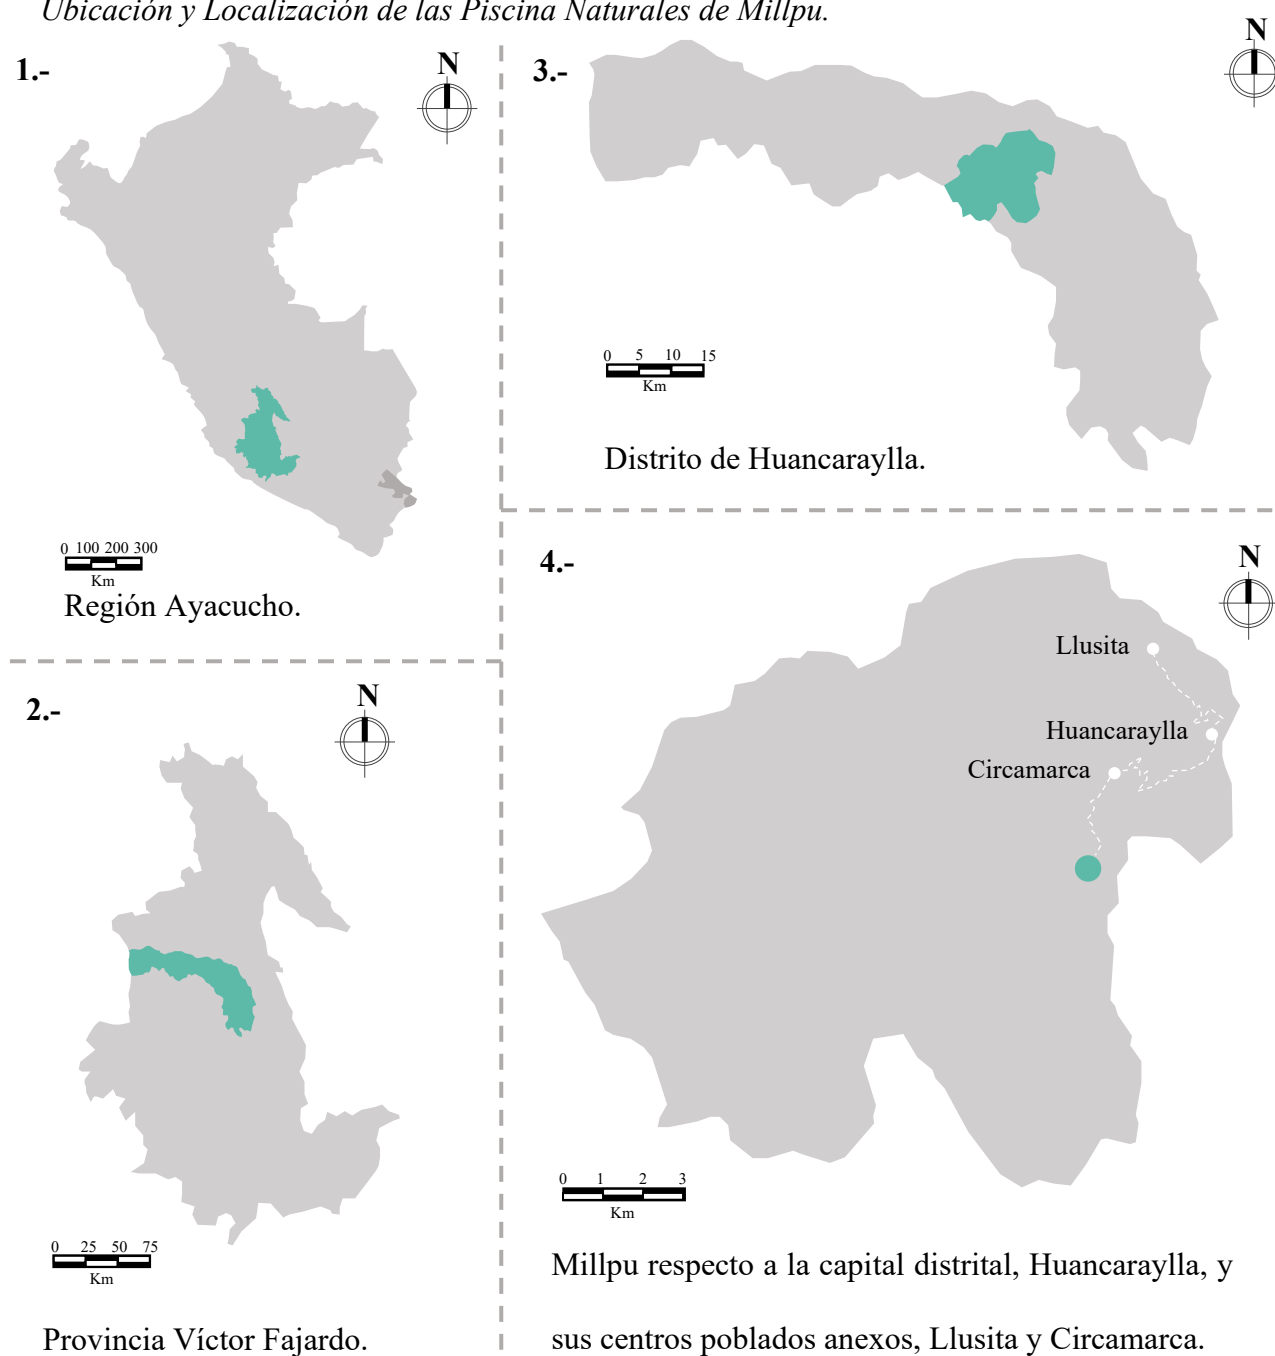 Ubicación y Localización de las Piscina Naturales de Millpu.
1.-
N
0 100 200 300
Km
Región Ayacucho.
2.-
N
0 25 50 75
Km
Provincia Víctor Fajardo.
3.-
N
0 5 10 15
Km
Distrito de Huancaraylla.
4.-
N
Llusita
Huancaraylla
Circamarca
0 1 2 3
Km
Millpu respecto a la capital distrital, Huancaraylla, y
sus centros poblados anexos, Llusita y Circamarca.